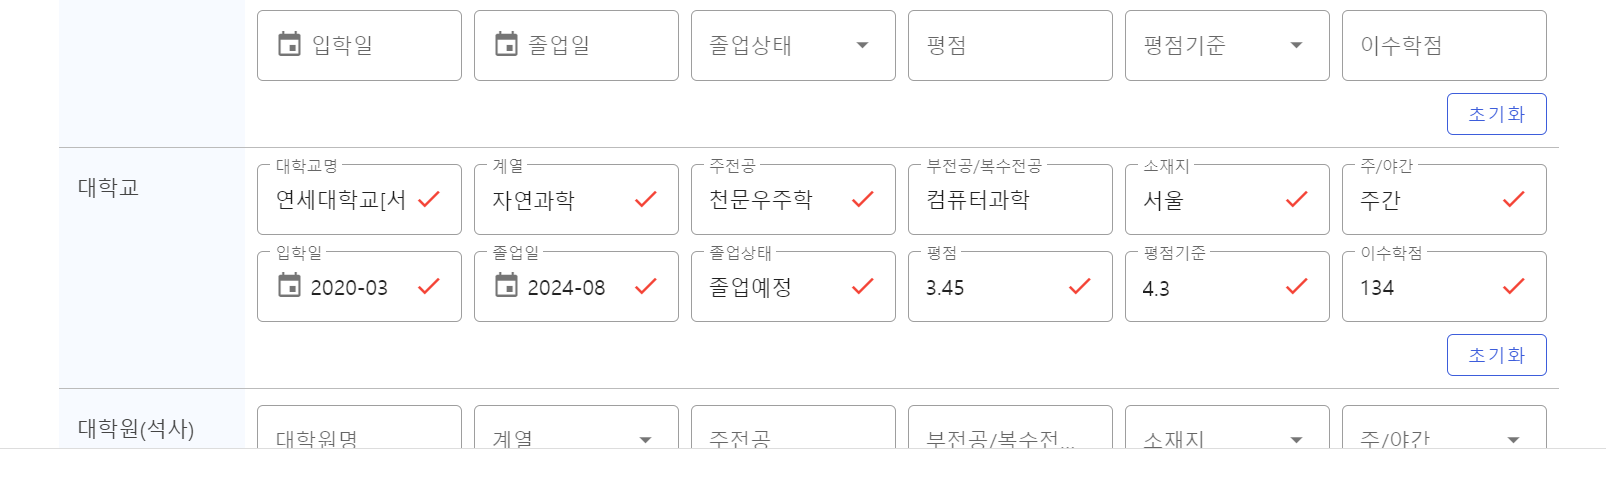 입학일 졸업일 졸업상태 평점 평점기준 이수학점
초기화
대학교명 계열 주전공 부전공/복수전공 소재지 주/야간
대학교 연세대학교[서 자연과학 천문우주학 컴퓨터과학 서울 주간
입학일 졸업일 졸업상태 평점 평점기준 이수학점
2020-03 2024-08 졸업예정 3.45 4.3 134
초기화
대학원(석사) 대학원명 계열 주전공 부전공/복수전... 소재지 주/야간